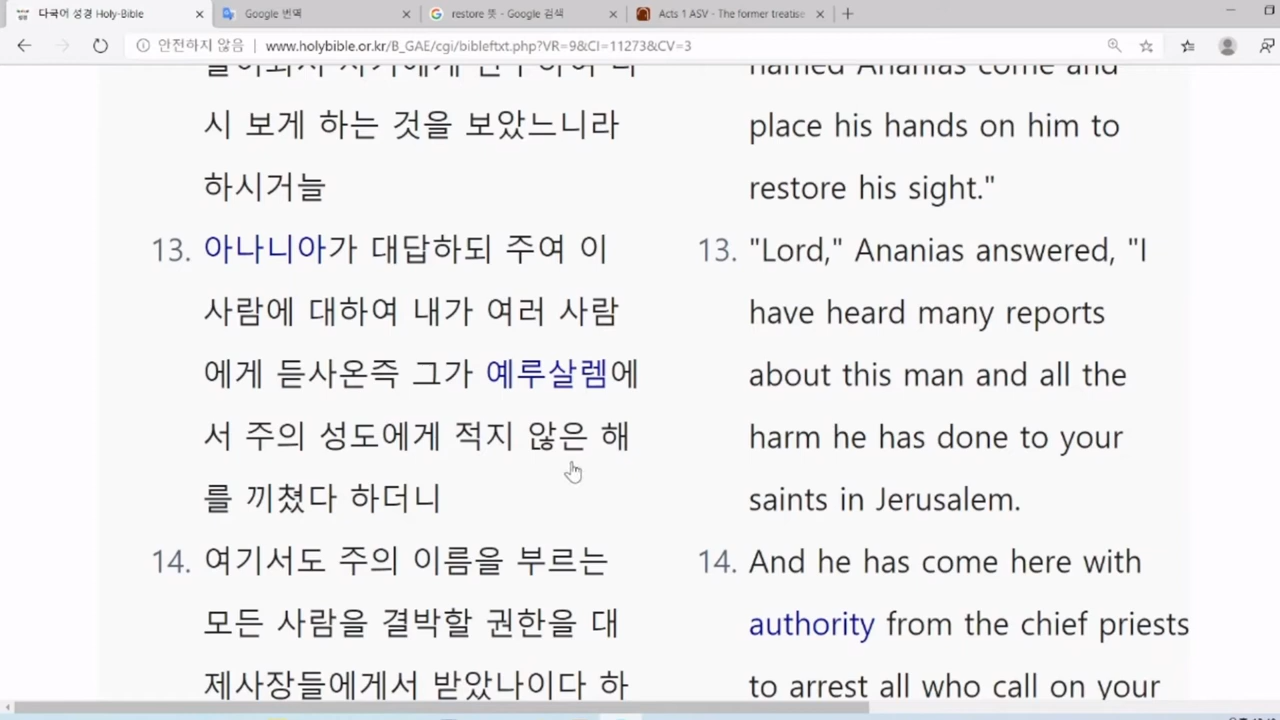 다국어 성경 Holy-Bible
Google 번역
restore 뜻 - Google 검색
Acts 1 ASV - The former treatise
안전하지 않음 | www.holybible.or.kr/B_GAE/cgi/bibleftxt.php?VR=9&CI=11273&CV=3
시 보게 하는 것을 보았느니라
하시거늘
13. 아나니아가 대답하되 주여 이
사람에 대하여 내가 여러 사람
에게 듣사온즉 그가 예루살렘에
서 주의 성도에게 적지 않은 해
를 끼쳤다 하더니
14. 여기서도 주의 이름을 부르는
모든 사람을 결박할 권한을 대
제사장들에게서 받았나이다 하
named Ananias come and
place his hands on him to
restore his sight."
13. "Lord," Ananias answered, "I
have heard many reports
about this man and all the
harm he has done to your
saints in Jerusalem.
14. And he has come here with
authority from the chief priests
to arrest all who call on your